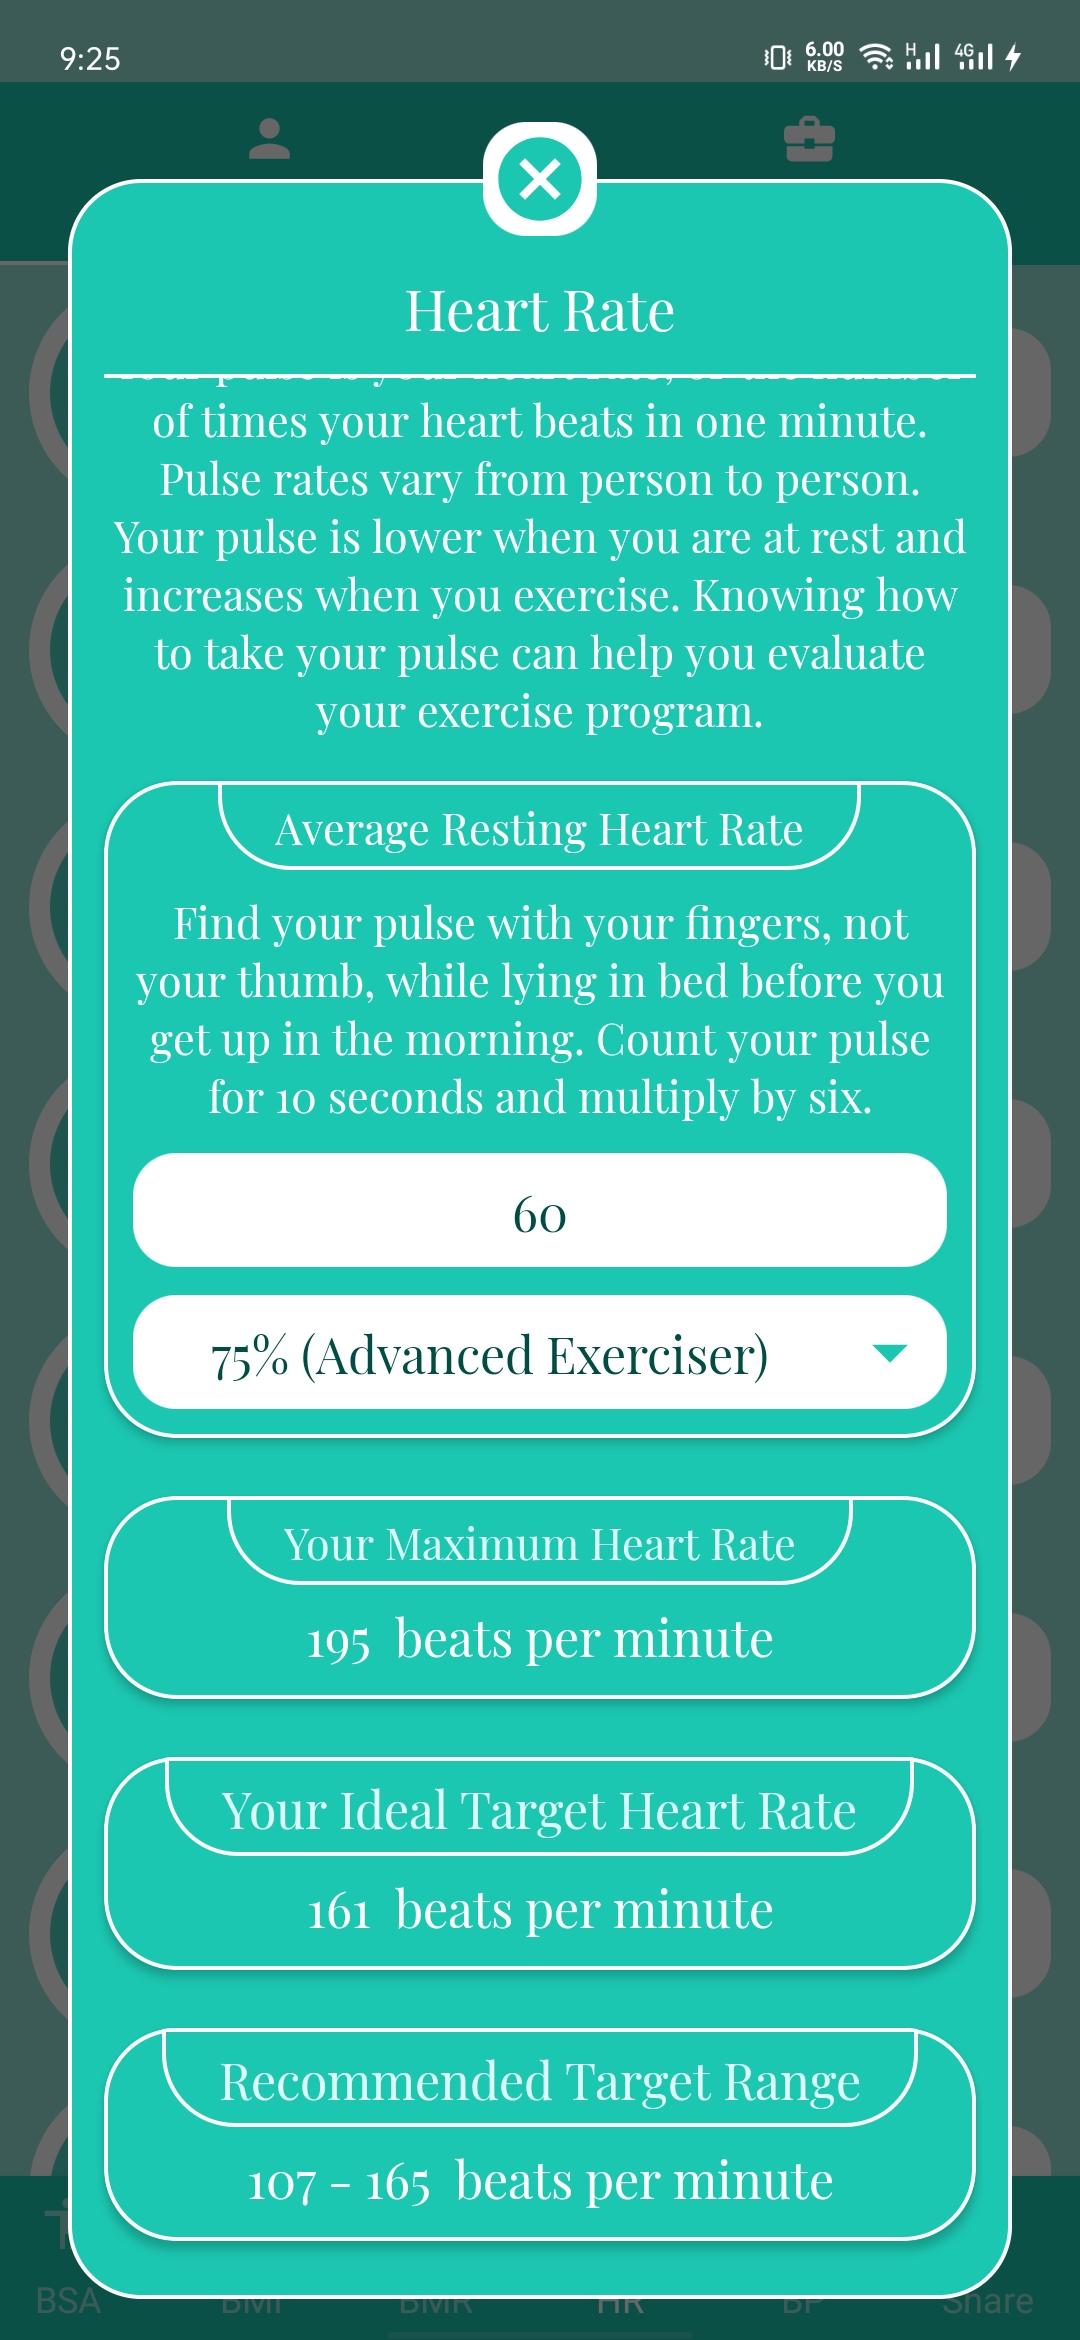 9:25
6.00
KB/S
H
4G
Heart Rate
of times your heart beats in one minute.
Pulse rates vary from person to person.
Your pulse is lower when you are at rest and
increases when you exercise. Knowing how
to take your pulse can help you evaluate
your exercise program.
Average Resting Heart Rate
Find your pulse with your fingers, not
your thumb, while lying in bed before you
get up in the morning. Count your pulse
for 10 seconds and multiply by six.
60
75% (Advanced Exerciser)
Your Maximum Heart Rate
195 beats per minute
Your Ideal Target Heart Rate
161 beats per minute
Recommended Target Range
107 - 165 beats per minute
BSA BMI BMR HR BP Share